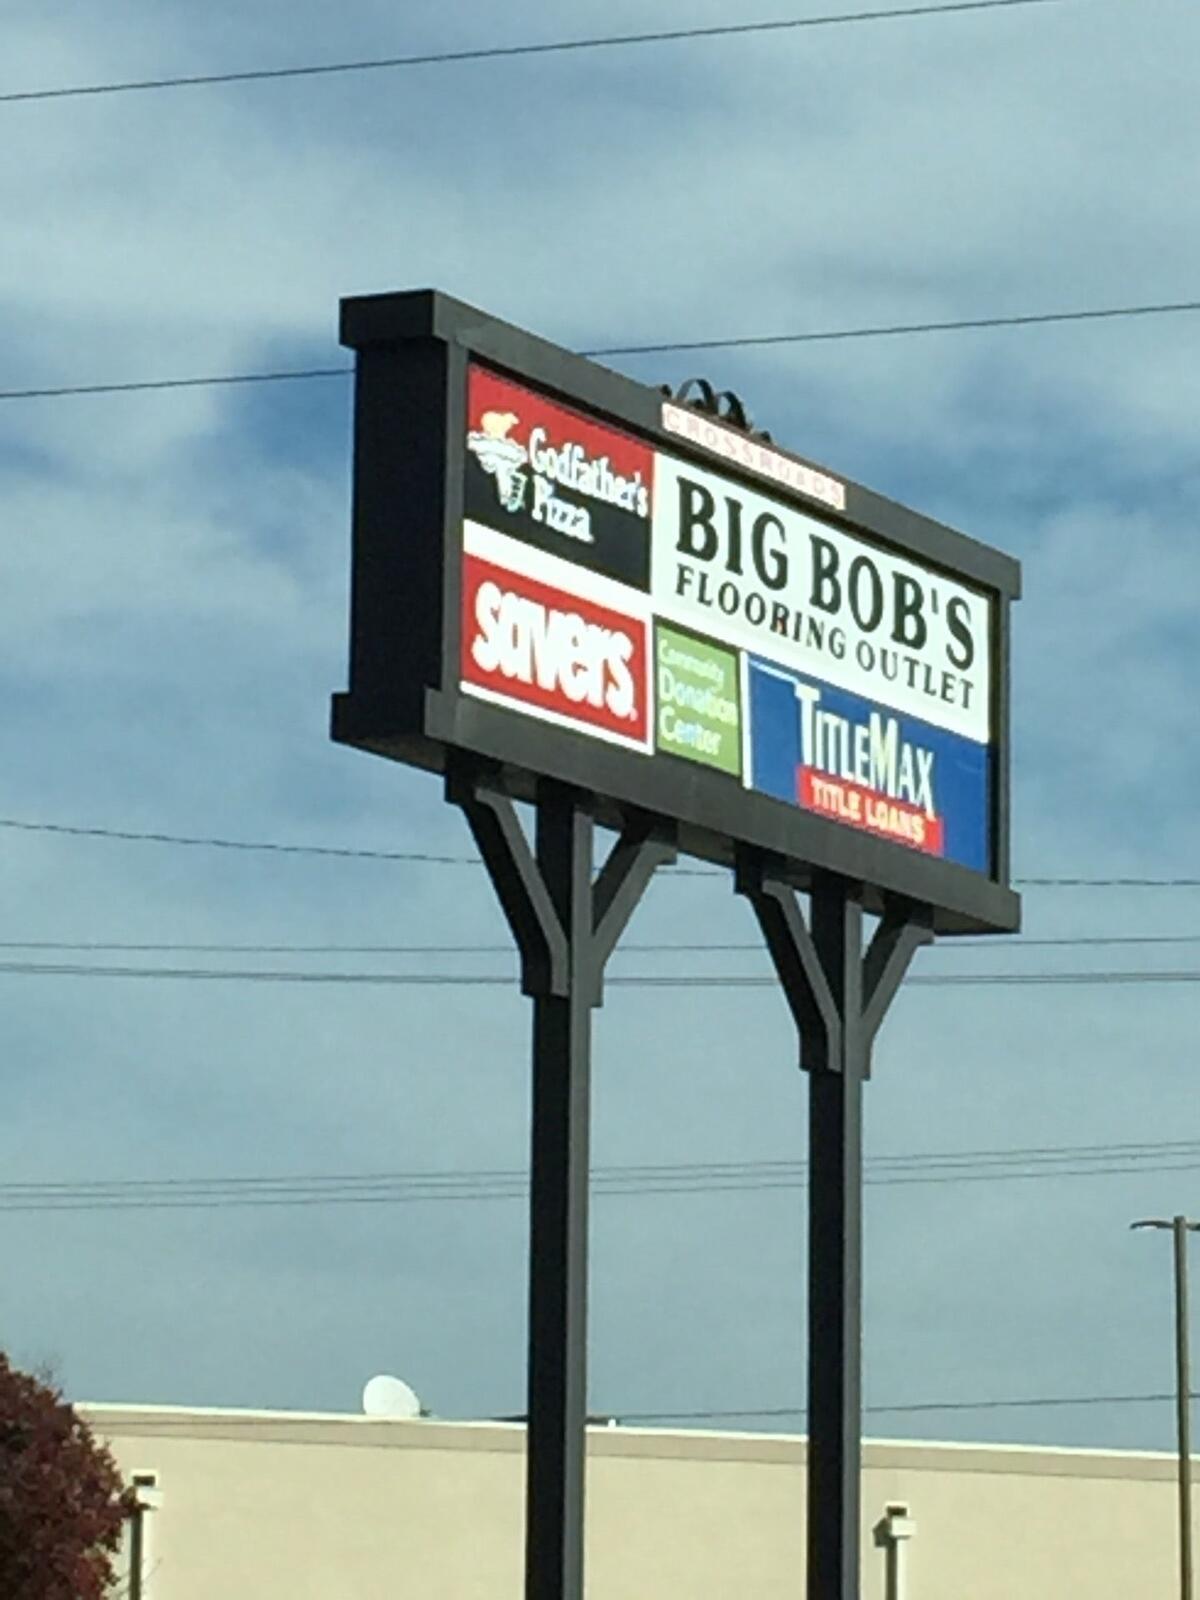 CROSSROADS
Godfather's
Pizza
BIG BOB'S
FLOORING OUTLET
savers
Community
Donation
Center
TITLEMAX
TITLE LOANS